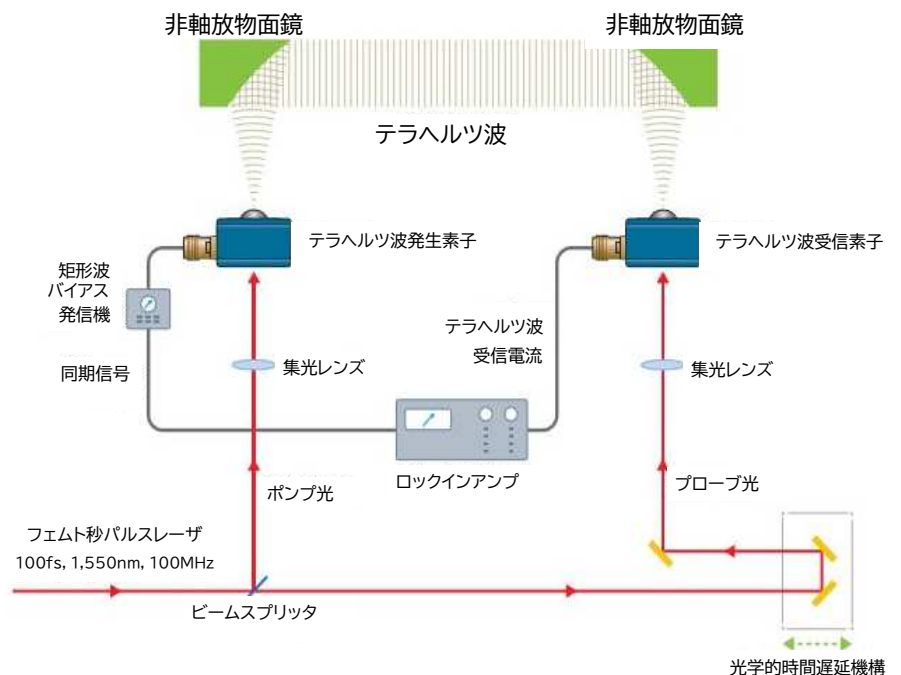 非軸放物面鏡
非軸放物面鏡
テラヘルツ波
テラヘルツ波発生素子
テラヘルツ波受信素子
矩形波
バイアス
発信機
テラヘルツ波
受信電流
同期信号
集光レンズ
集光レンズ
ロックインアンプ
ポンプ光
プローブ光
フェムト秒パルスレーザ
100fs, 1,550nm, 100MHz
ビームスプリッタ
光学的時間遅延機構